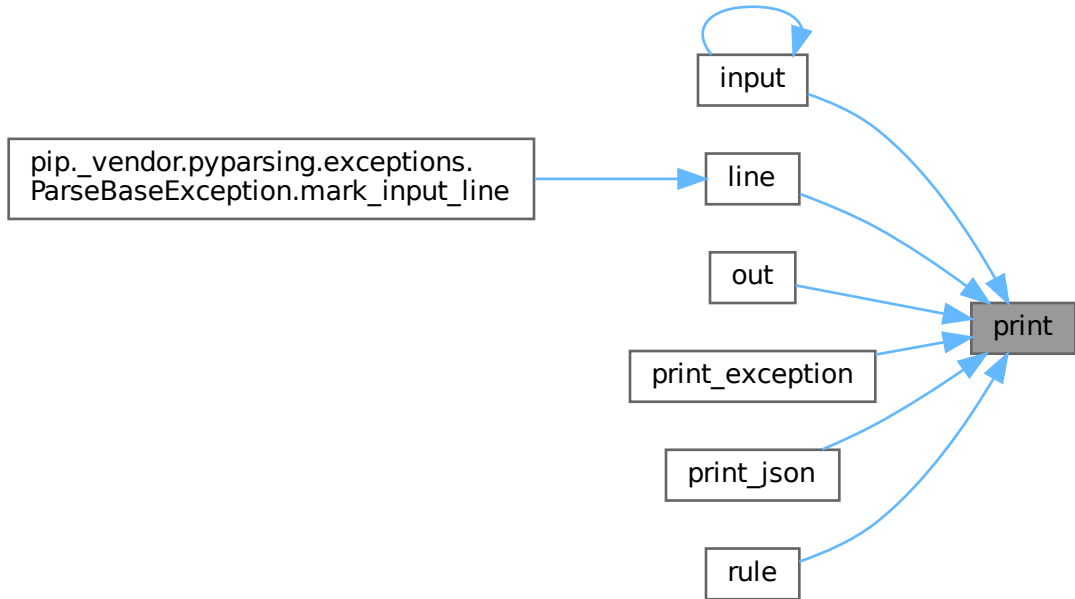 input
pip._vendor.pyparsing.exceptions.
ParseBaseException.mark_input_line
line
out
print
print_exception
print_json
rule